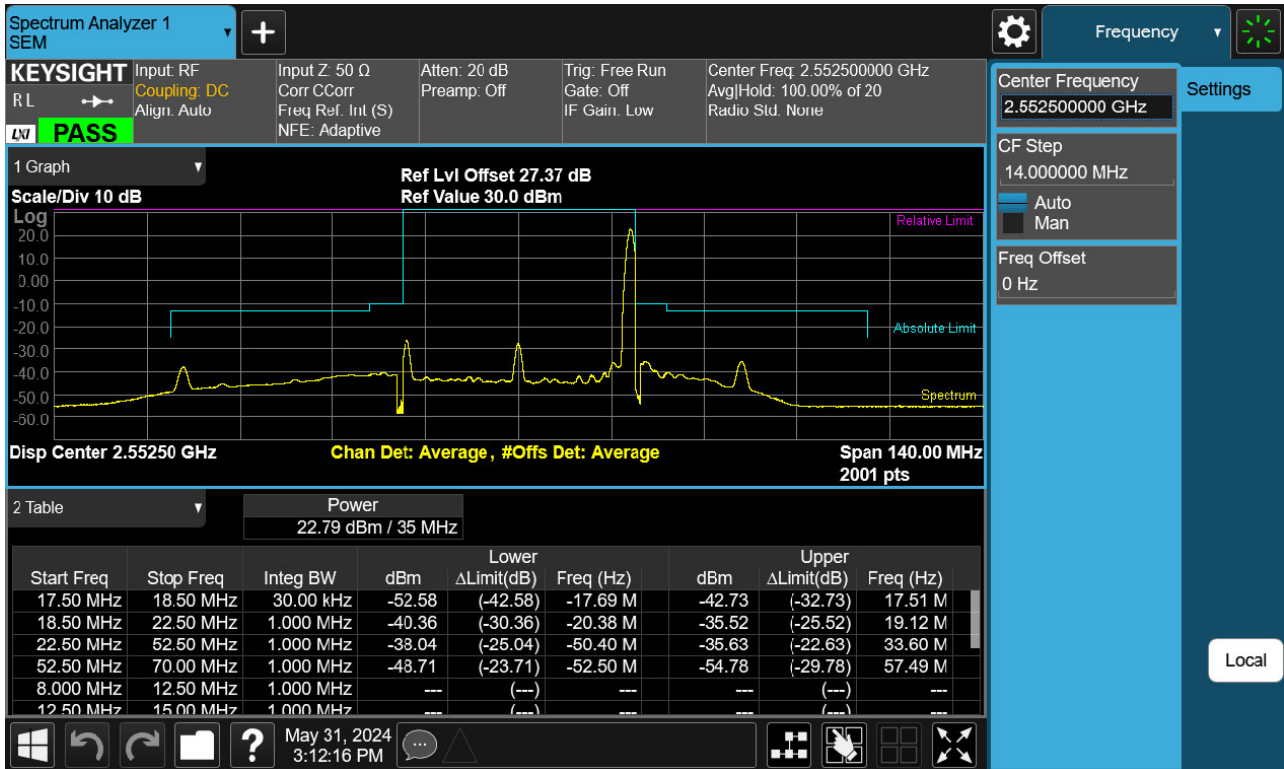 Spectrum Analyzer 1
SEM
+
Frequency
KEYSIGHT
R L
LXI PASS
Input: RF
Coupling: DC
Align: Auto
Input Z: 50 Ω
Corr CCorr
Freq Ref: Int (S)
NFE: Adaptive
Atten: 20 dB
Preamp: Off
Trig: Free Run
Gate: Off
IF Gain: Low
Center Freq: 2.552500000 GHz
Avg|Hold: 100.00% of 20
Radio Std: None
Center Frequency
2.552500000 GHz
Settings
CF Step
14.000000 MHz
Auto
Man
Freq Offset
0 Hz
Local
1 Graph
Ref Lvl Offset 27.37 dB
Scale/Div 10 dB
Ref Value 30.0 dBm
Log
20.0
10.0
0.00
-10.0
-20.0
-30.0
-40.0
-50.0
-60.0
Relative Limit
Absolute Limit
Spectrum
Disp Center 2.55250 GHz
Chan Det: Average, #Offs Det: Average
Span 140.00 MHz
2001 pts
2 Table
Power
22.79 dBm / 35 MHz
Lower Upper
Start Freq Stop Freq Integ BW dBm ΔLimit(dB) Freq (Hz) dBm ΔLimit(dB) Freq (Hz)
17.50 MHz 18.50 MHz 30.00 kHz -52.58 (-42.58) -17.69 M -42.73 (-32.73) 17.51 M
18.50 MHz 22.50 MHz 1.000 MHz -40.36 (-30.36) -20.38 M -35.52 (-25.52) 19.12 M
22.50 MHz 52.50 MHz 1.000 MHz -38.04 (-25.04) -50.40 M -35.63 (-22.63) 33.60 M
52.50 MHz 70.00 MHz 1.000 MHz -48.71 (-23.71) -52.50 M -54.78 (-29.78) 57.49 M
8.000 MHz 12.50 MHz 1.000 MHz --- (---) --- --- (---) ---
12.50 MHz 15.00 MHz 1.000 MHz --- (---) --- --- (---) ---
?
May 31, 2024
3:12:16 PM